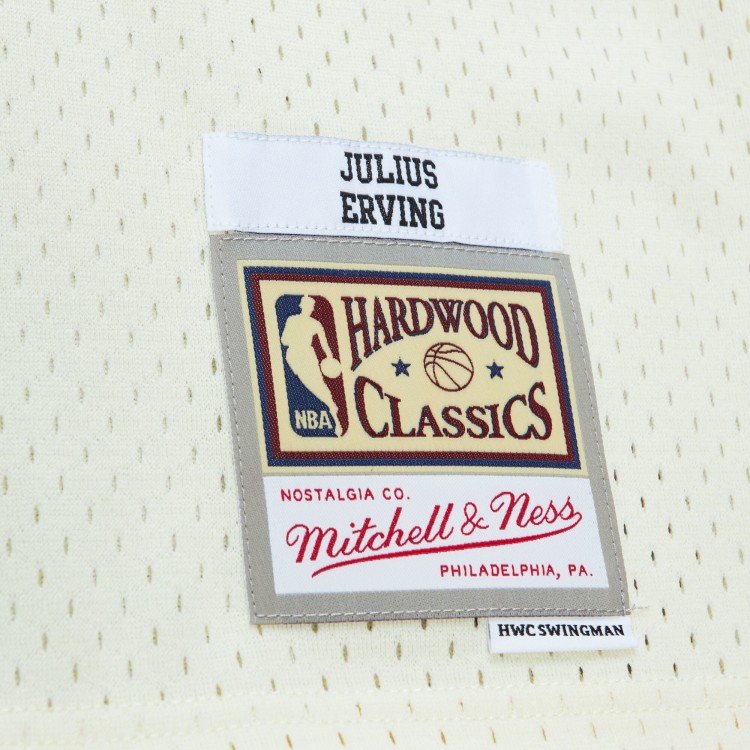 JULIUS
ERVING
HARDWOOD
CLASSICS
NBA
NOSTALGIA CO.
Mitchell & Ness
PHILADELPHIA, PA.
HWC SWINGMAN